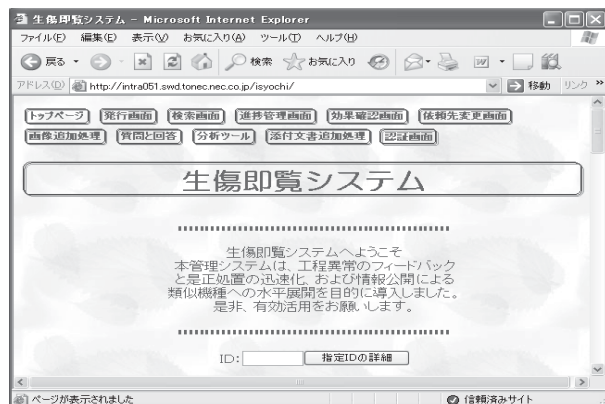 生傷即覧システム - Microsoft Internet Explorer
ファイル(F) 編集(E) 表示(V) お気に入り(A) ツール(T) ヘルプ(H)
戻る 検索 お気に入り
アドレス(D) http://intra051.swd.tonec.nec.co.jp/isyochi/ 移動 リンク »
トップページ 発行画面 検索画面 進捗管理画面 効果確認画面 依頼先変更画面
画像追加処理 質問と回答 分析ツール 添付文書追加処理 認証画面
生傷即覧システム
生傷即覧システムへようこそ
本管理システムは、工程異常のフィードバック
と是正処置の迅速化、および情報公開による
類似機種への水平展開を目的に導入しました。
是非、有効活用をお願いします。
ID: 指定IDの詳細
ページが表示されました 信頼済みサイト